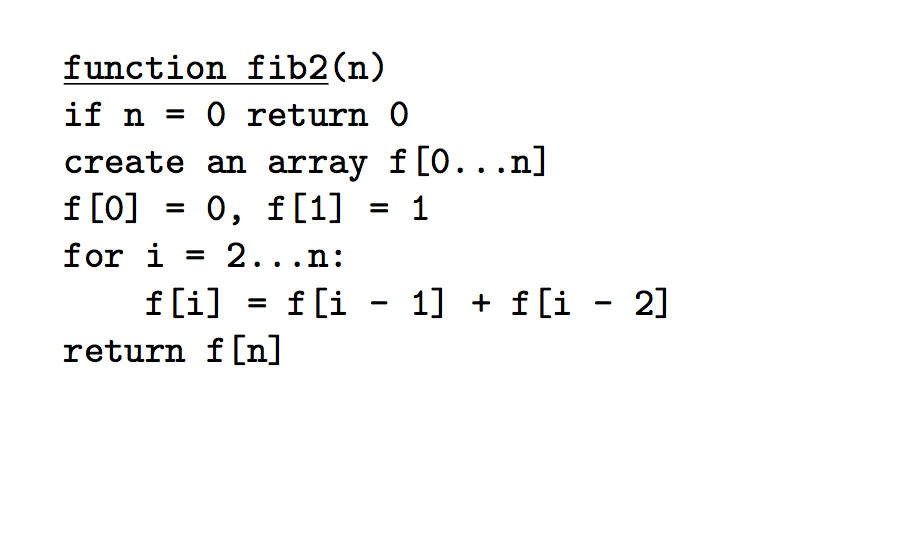 function fib2(n)
if n = 0 return 0
create an array f[0...n]
f[0] = 0, f[1] = 1
for i = 2...n:
f[i] = f[i - 1] + f[i - 2]
return f[n]